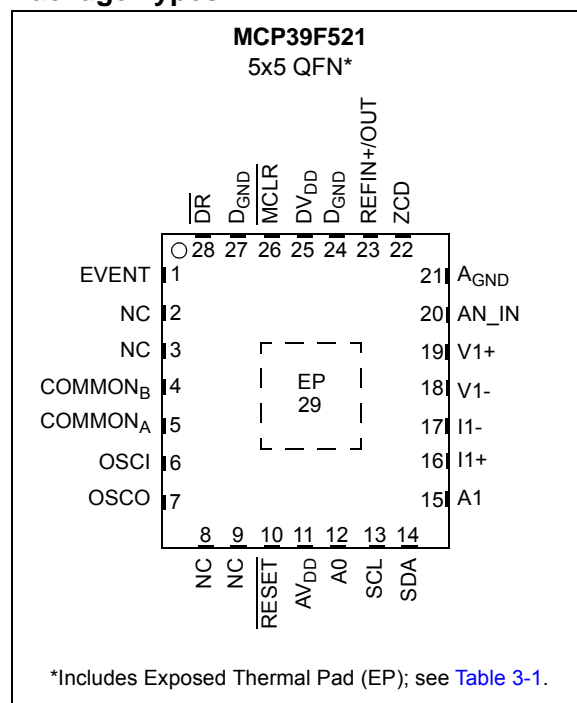 MCP39F521
5x5 QFN*
DR
DGND
MCLR
DVDD
DGND
REFIN+/OUT
ZCD
28 27 26 25 24 23 22
EVENT 1
NC 2
NC 3
COMMONB 4
COMMONA 5
OSCI 6
OSCO 7
EP
29
21 AGND
20 AN_IN
19 V1+
18 V1-
17 I1-
16 I1+
15 A1
8 9 10 11 12 13 14
NC
NC
RESET
AVDD
A0
SCL
SDA
*Includes Exposed Thermal Pad (EP); see Table 3-1.